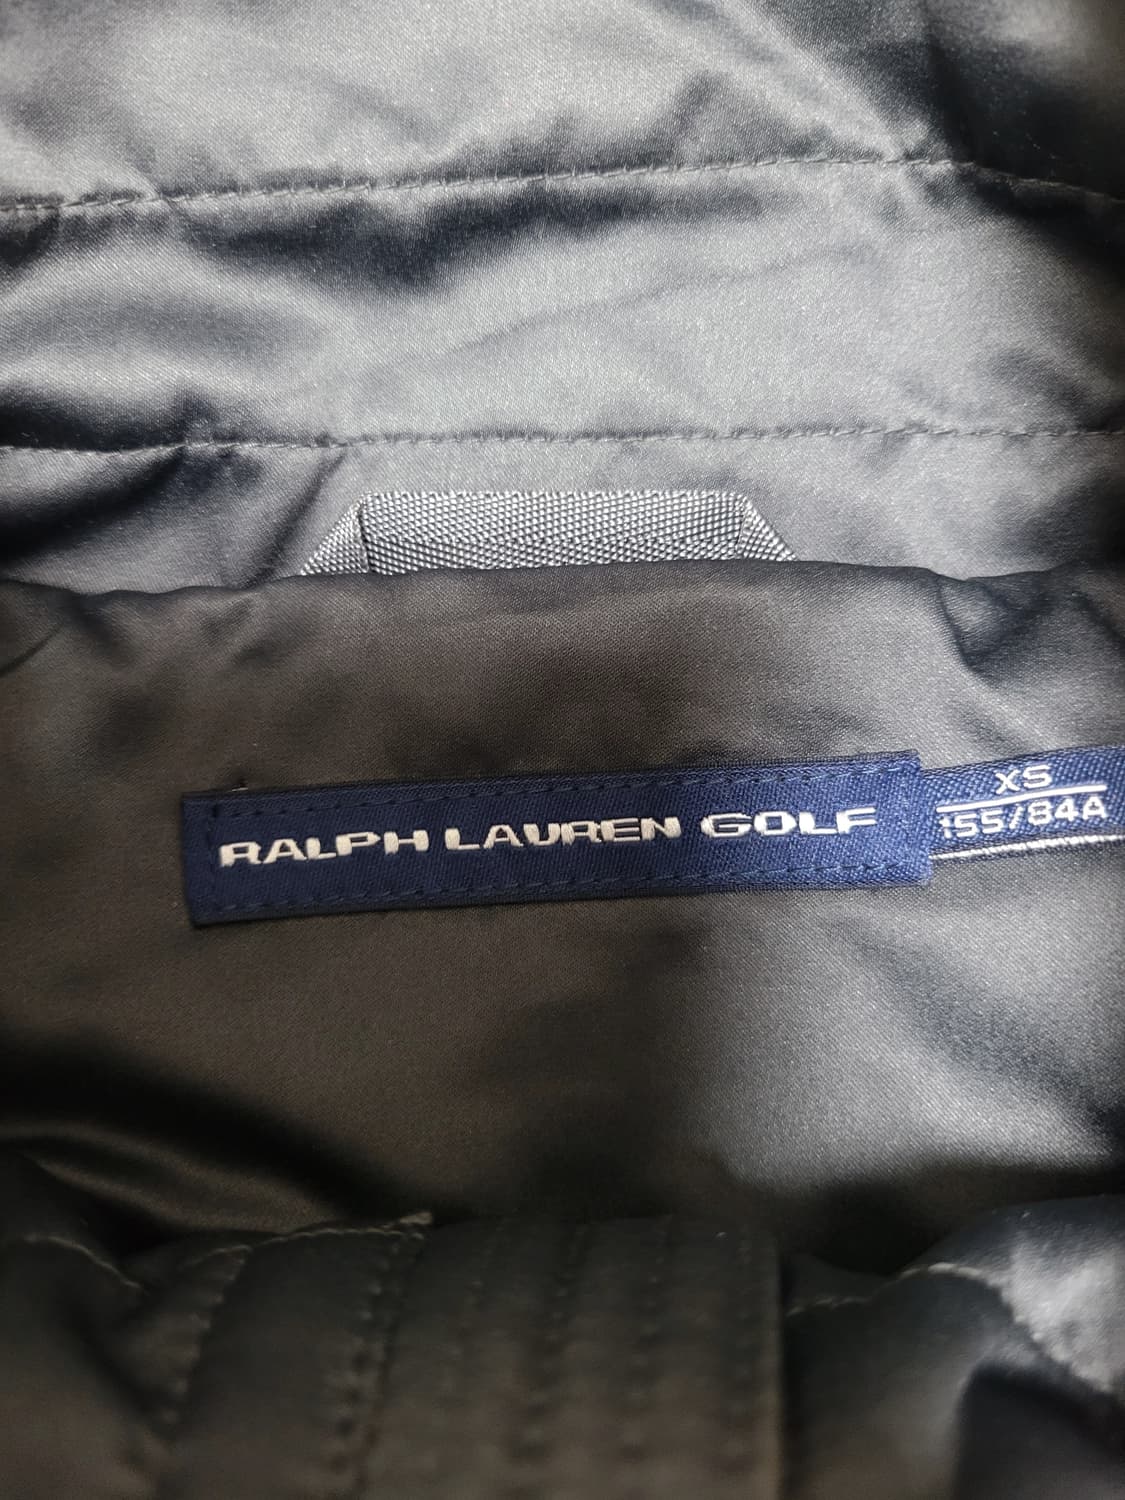 RALPH LAUREN GOLF
XS
155/84A